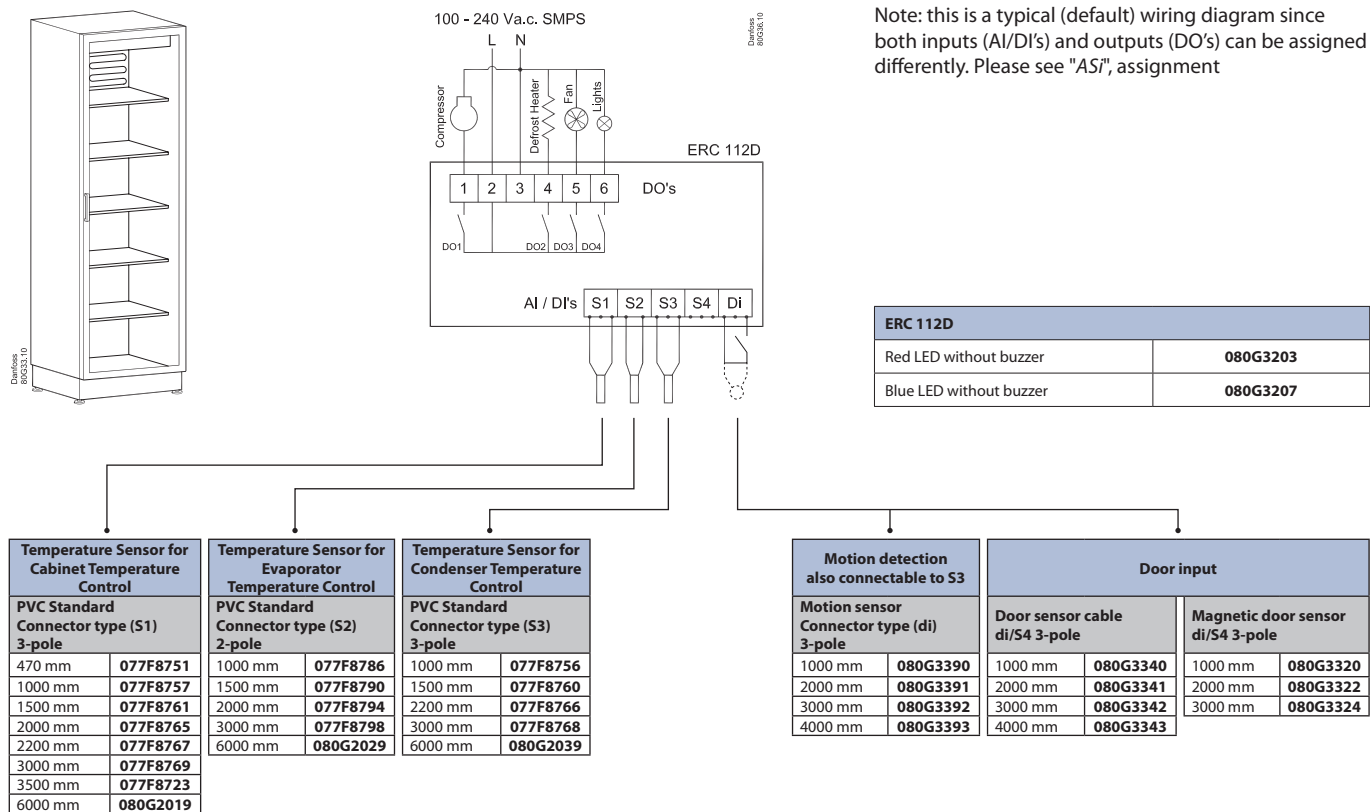 100 - 240 Va.c. SMPS
L N
Danfoss
80G36.10
Note: this is a typical (default) wiring diagram since
both inputs (AI/DI's) and outputs (DO's) can be assigned
differently. Please see "ASi", assignment
Compressor
Defrost Heater
Fan
Lights
ERC 112D
1 2 3 4 5 6 DO's
DO1 DO2 DO3 DO4
AI / DI's S1 S2 S3 S4 Di
Danfoss
80G33.10
ERC 112D
Red LED without buzzer 080G3203
Blue LED without buzzer 080G3207
Temperature Sensor for
Cabinet Temperature
Control
PVC Standard
Connector type (S1)
3-pole
470 mm 077F8751
1000 mm 077F8757
1500 mm 077F8761
2000 mm 077F8765
2200 mm 077F8767
3000 mm 077F8769
3500 mm 077F8723
6000 mm 080G2019
Temperature Sensor for
Evaporator
Temperature Control
PVC Standard
Connector type (S2)
2-pole
1000 mm 077F8786
1500 mm 077F8790
2000 mm 077F8794
3000 mm 077F8798
6000 mm 080G2029
Temperature Sensor for
Condenser Temperature
Control
PVC Standard
Connector type (S3)
3-pole
1000 mm 077F8756
1500 mm 077F8760
2200 mm 077F8766
3000 mm 077F8768
6000 mm 080G2039
Motion detection
also connectable to S3
Motion sensor
Connector type (di)
3-pole
1000 mm 080G3390
2000 mm 080G3391
3000 mm 080G3392
4000 mm 080G3393
Door input
Door sensor cable
di/S4 3-pole
1000 mm 080G3340
2000 mm 080G3341
3000 mm 080G3342
4000 mm 080G3343
Magnetic door sensor
di/S4 3-pole
1000 mm 080G3320
2000 mm 080G3322
3000 mm 080G3324